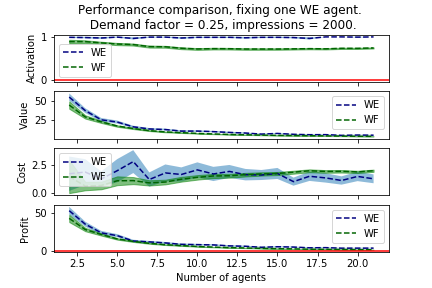 Performance comparison, fixing one WE agent.
Demand factor = 0.25, impressions = 2000.
Activation
1
0
WE
WF
Value
50
25
WE
WF
Cost
2.5
0.0
WE
WF
Profit
50
0
WE
WF
2.5 5.0 7.5 10.0 12.5 15.0 17.5 20.0
Number of agents